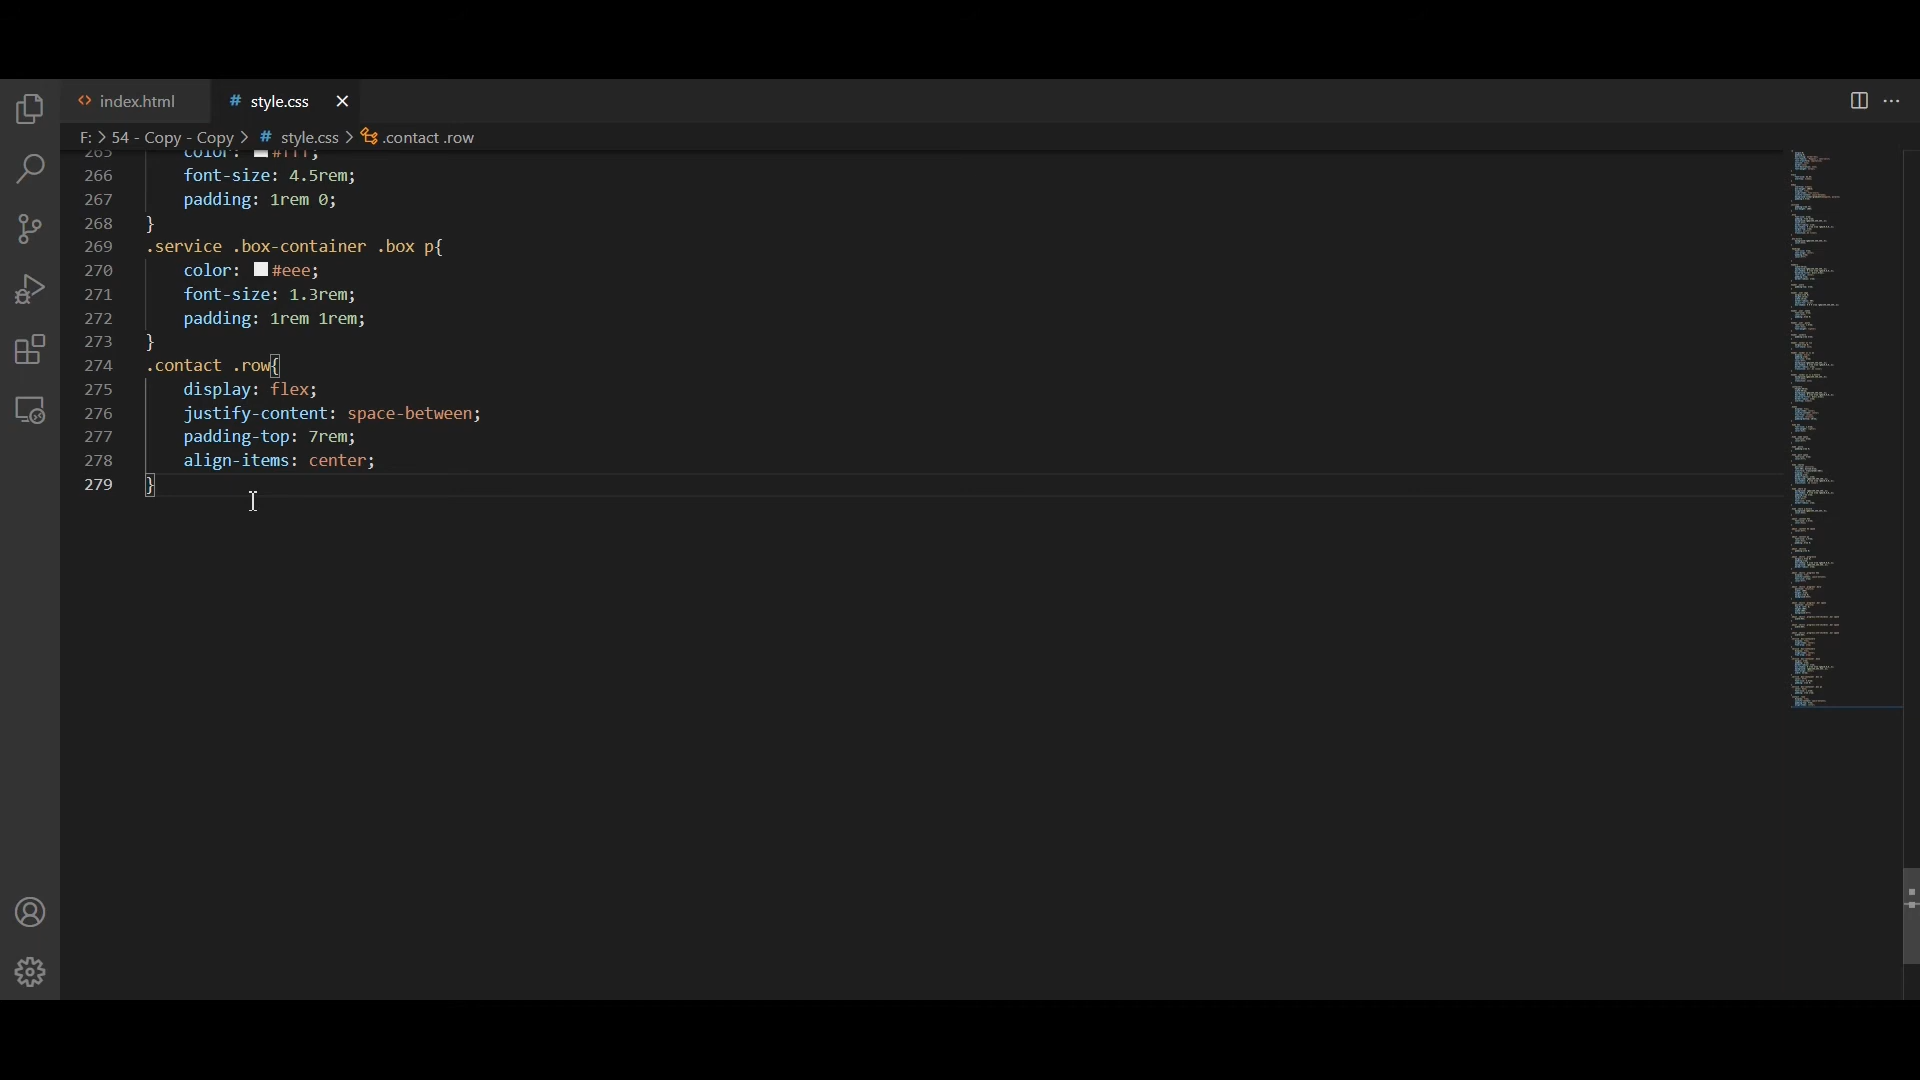 index.html
style.css
F: > 54 - Copy - Copy > # style.css > .contact .row
266 font-size: 4.5rem;
267 padding: 1rem 0;
268 }
269 .service .box-container .box p{
270 color: #eee;
271 font-size: 1.3rem;
272 padding: 1rem 1rem;
273 }
274 .contact .row{
275 display: flex;
276 justify-content: space-between;
277 padding-top: 7rem;
278 align-items: center;
279 }